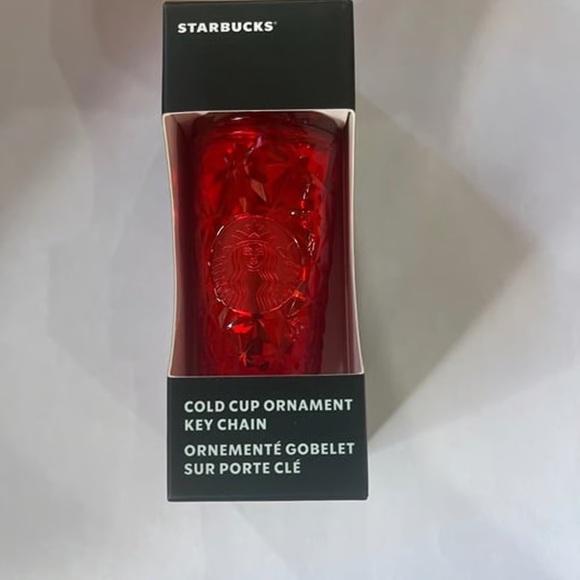 STARBUCKS®
COLD CUP ORNAMENT
KEY CHAIN
ORNEMENTÉ GOBELET
SUR PORTE CLÉ